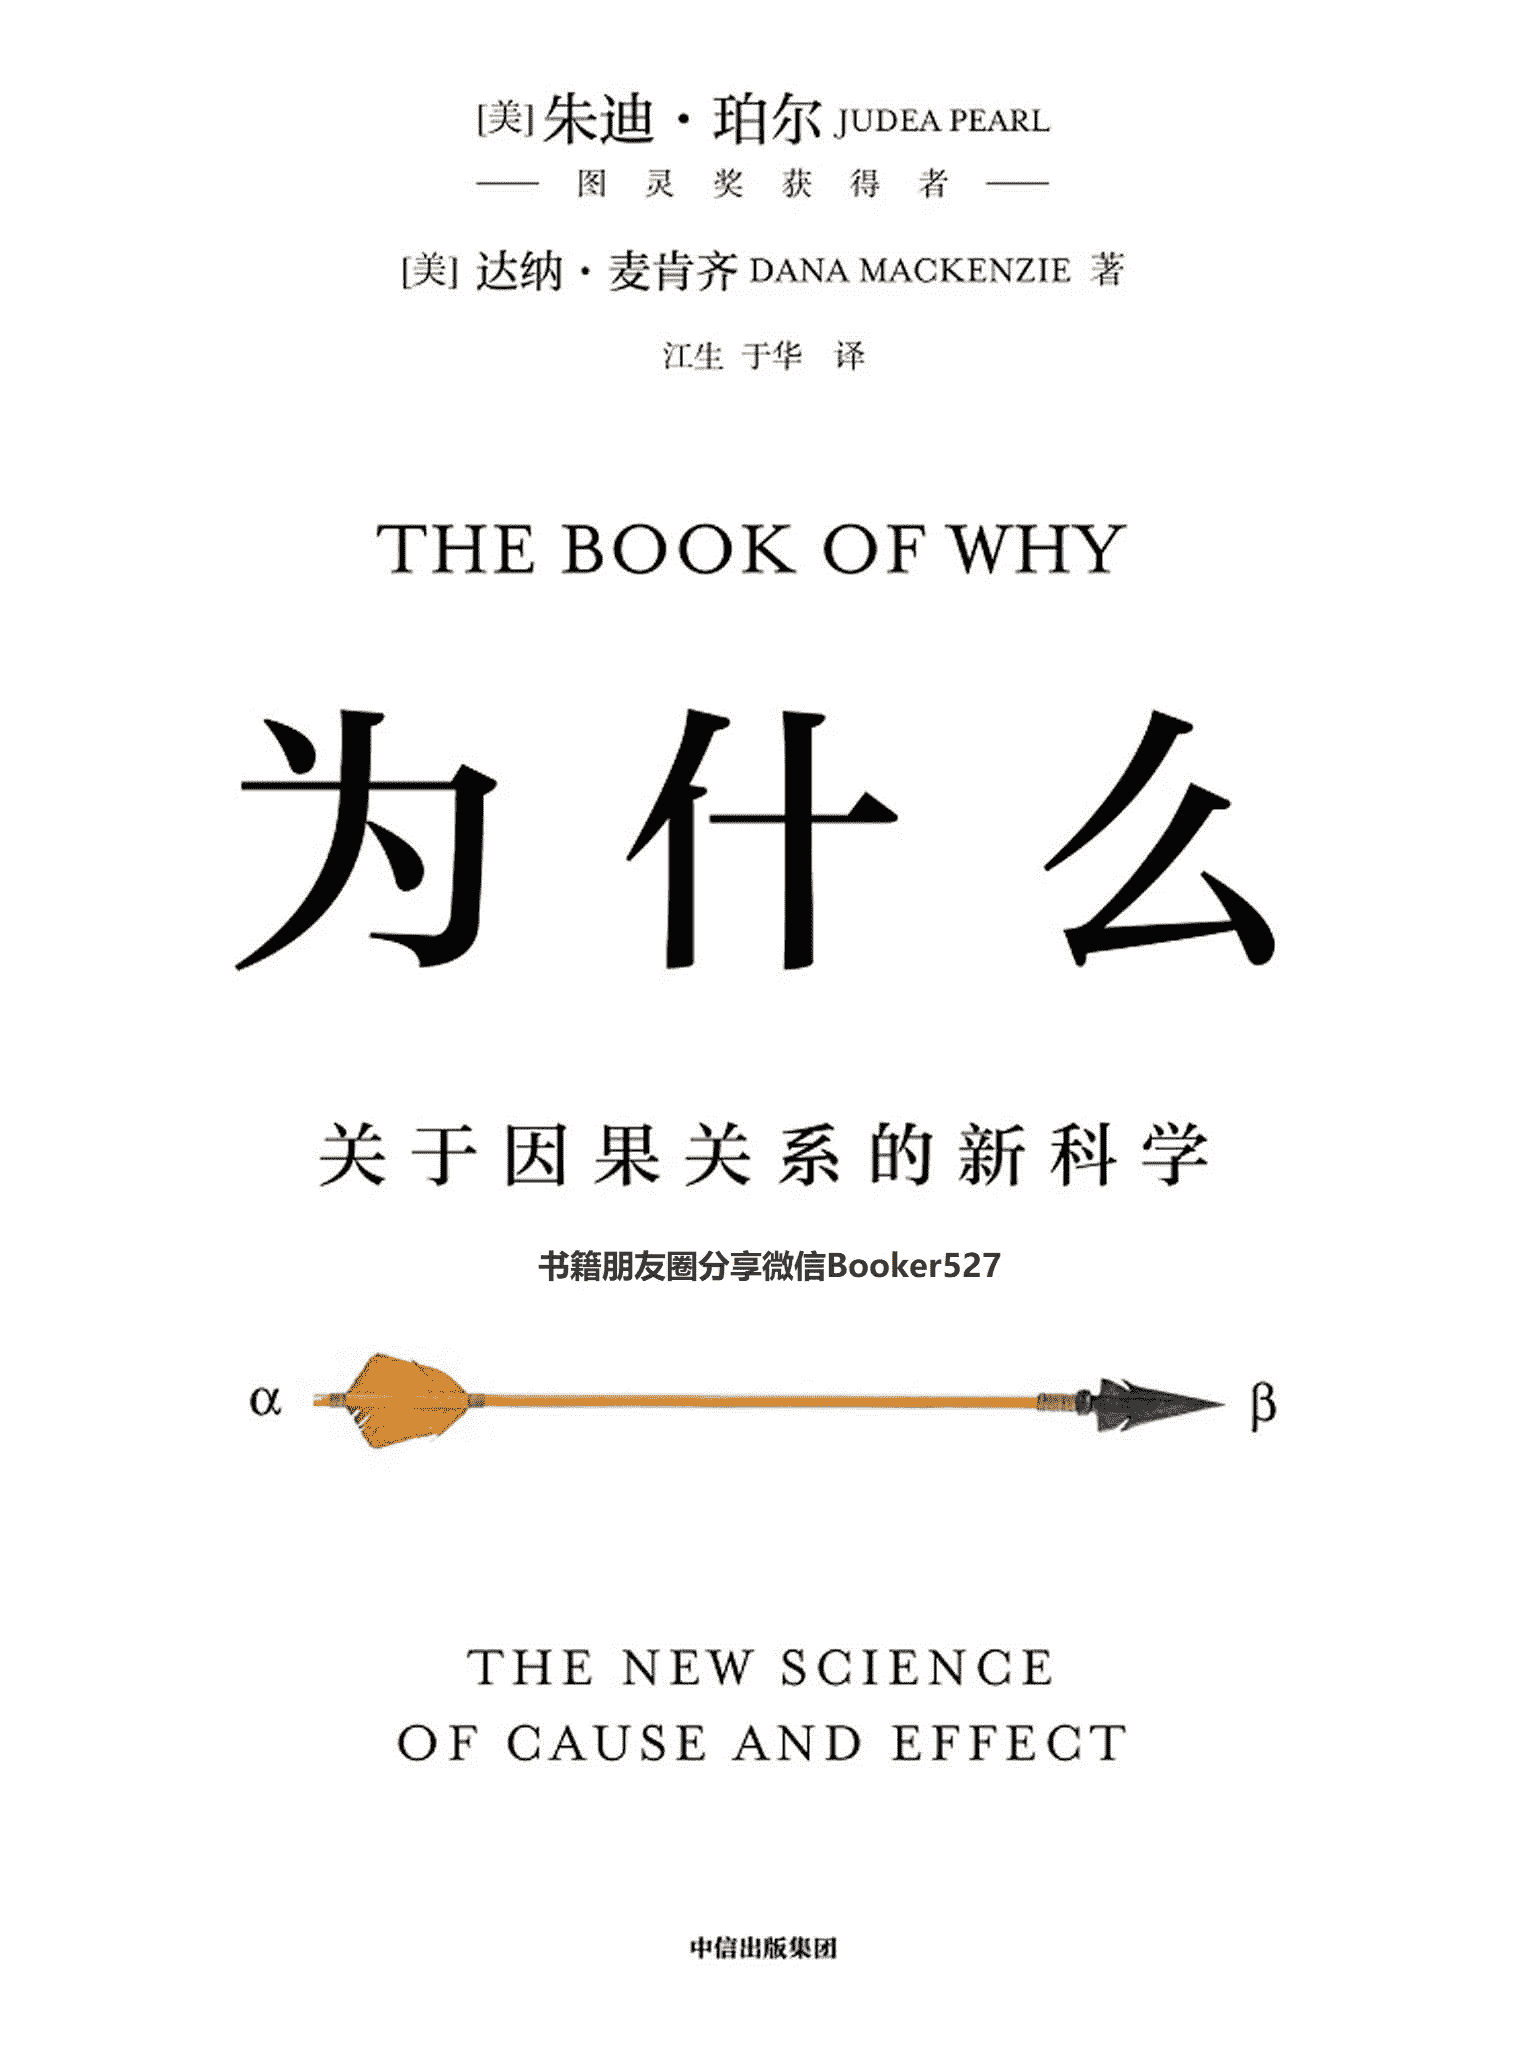 [美]朱迪·珀尔 JUDEA PEARL
—— 图灵奖获得者 ——
[美] 达纳·麦肯齐 DANA MACKENZIE 著
江生 于华 译
THE BOOK OF WHY
为什么
关于因果关系的新科学
书籍朋友圈分享微信Booker527
α β
THE NEW SCIENCE
OF CAUSE AND EFFECT
中信出版集团